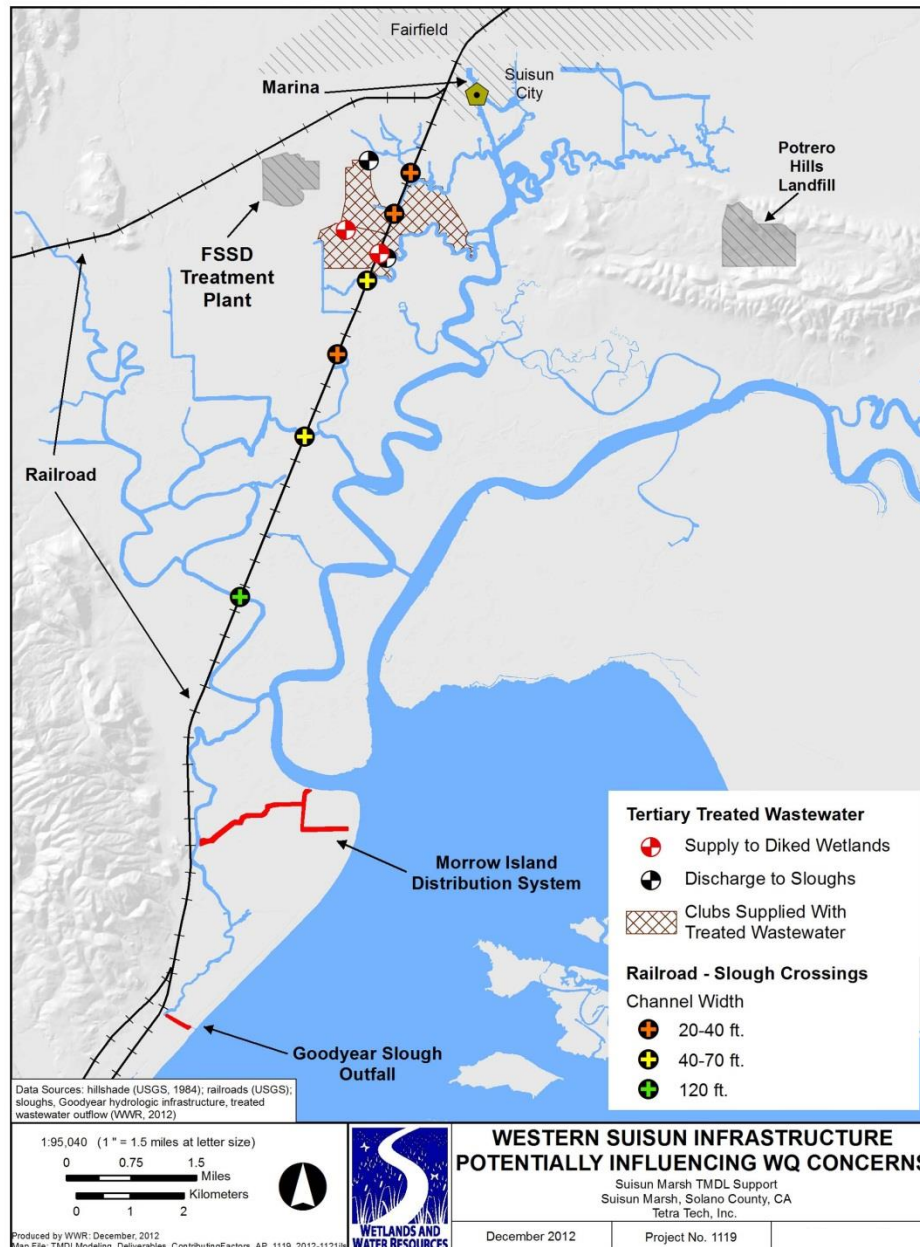 Fairfield
Marina
Suisun
City
Potrero
Hills
Landfill
FSSD
Treatment
Plant
Railroad
Morrow Island
Distribution System
Goodyear Slough
Outfall
Tertiary Treated Wastewater
Supply to Diked Wetlands
Discharge to Sloughs
Clubs Supplied With
Treated Wastewater
Railroad - Slough Crossings
Channel Width
20-40 ft.
40-70 ft.
120 ft.
Data Sources: hillshade (USGS, 1984); railroads (USGS);
sloughs, Goodyear hydrologic infrastructure, treated
wastewater outflow (WWR, 2012)
1:95,040 (1 " = 1.5 miles at letter size)
0 0.75 1.5
Miles
Kilometers
0 1 2
Produced by WWR: December, 2012
WETLANDS AND
WATER RESOURCES
WESTERN SUISUN INFRASTRUCTURE
POTENTIALLY INFLUENCING WQ CONCERNS
Suisun Marsh TMDL Support
Suisun Marsh, Solano County, CA
Tetra Tech, Inc.
December 2012
Project No. 1119